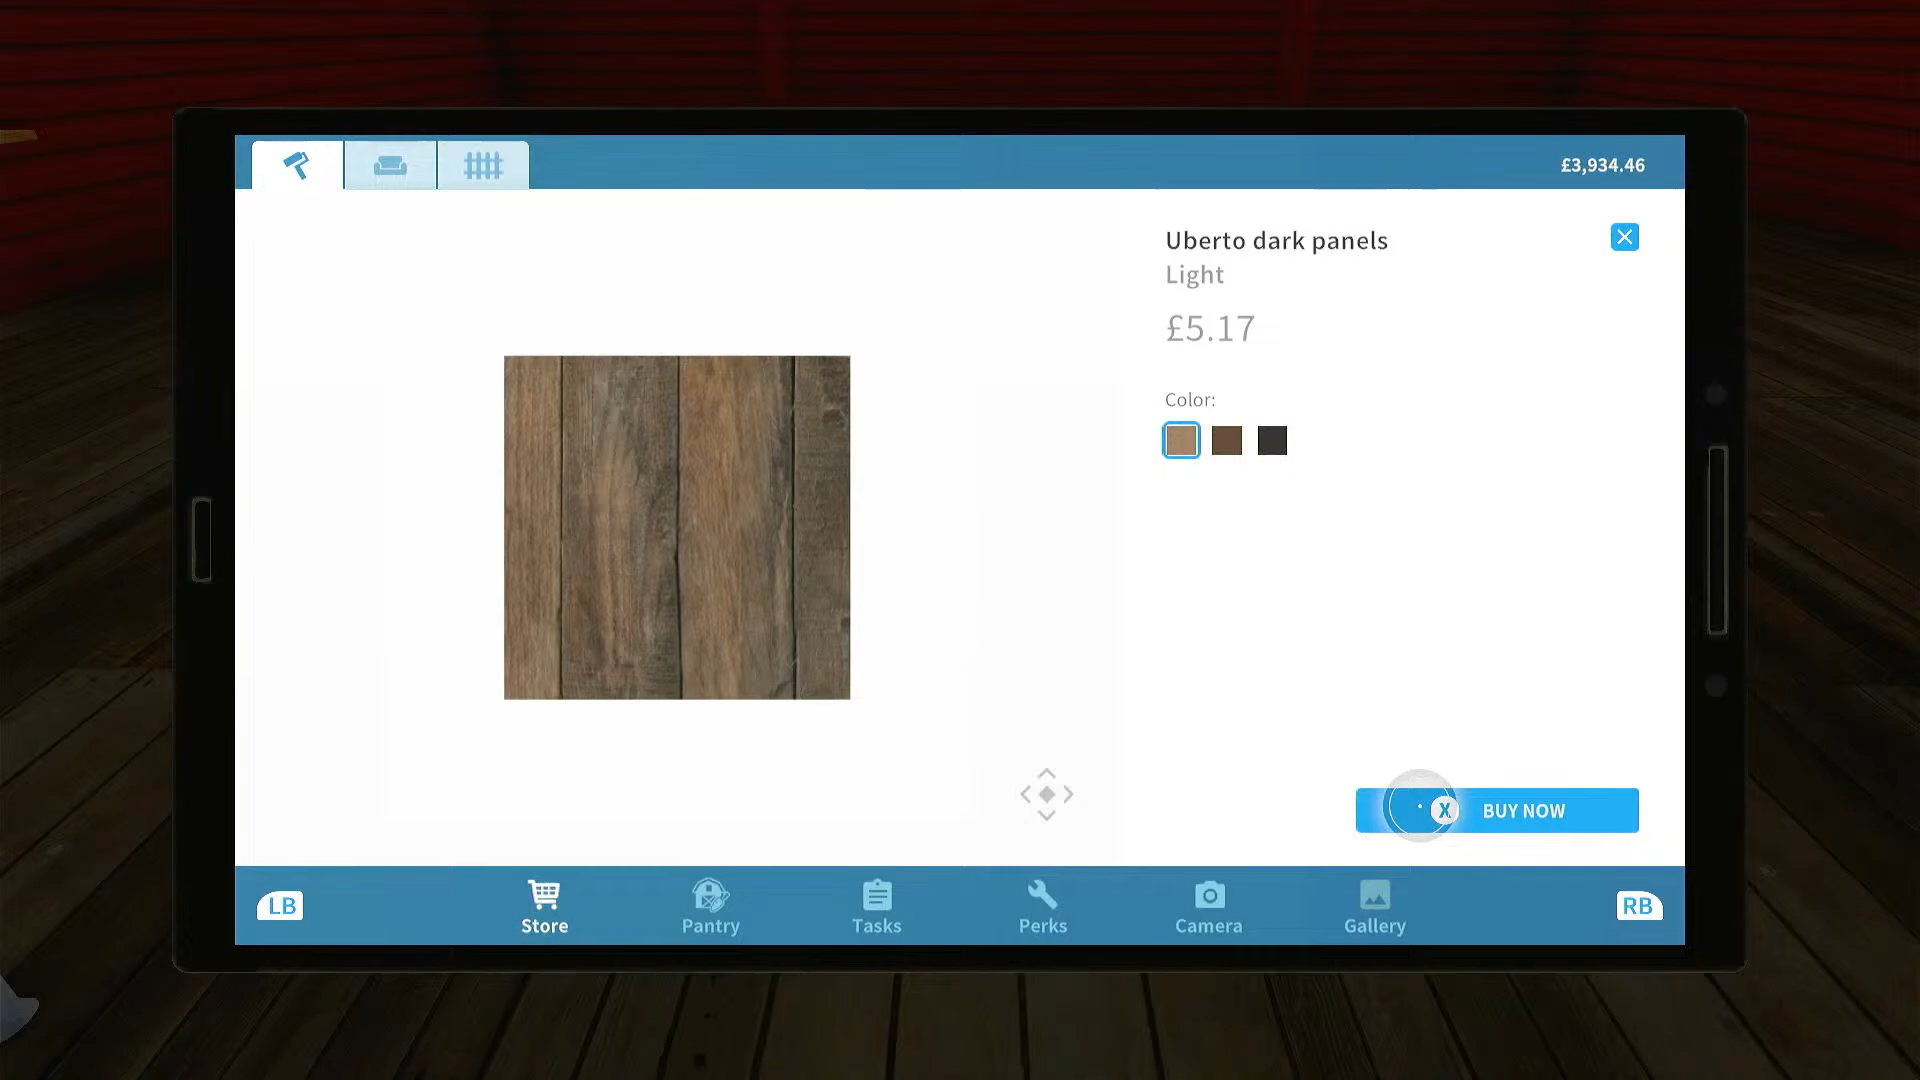 £3,934.46
Uberto dark panels
Light
£5.17
Color:
X BUY NOW
LB
Store
Pantry
Tasks
Perks
Camera
Gallery
RB